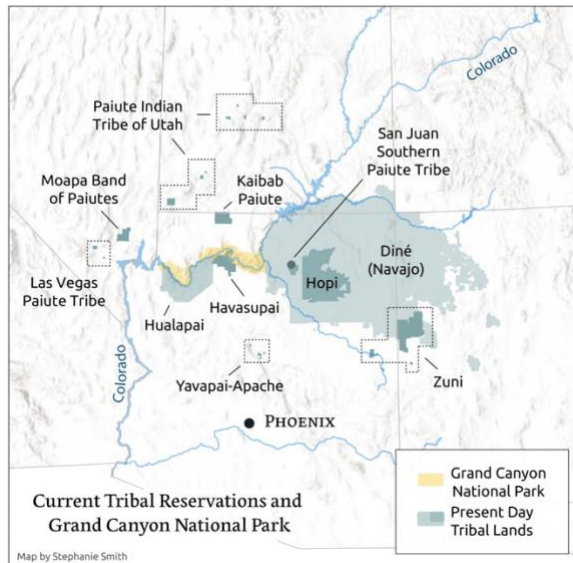 Colorado
Paiute Indian
Tribe of Utah
San Juan
Southern
Paiute Tribe
Moapa Band
of Paiutes
Kaibab
Paiute
Diné
(Navajo)
Hopi
Las Vegas
Paiute Tribe
Havasupai
Hualapai
Colorado
Yavapai-Apache
Zuni
PHOENIX
Grand Canyon
National Park
Present Day
Tribal Lands
Current Tribal Reservations and
Grand Canyon National Park
Map by Stephanie Smith